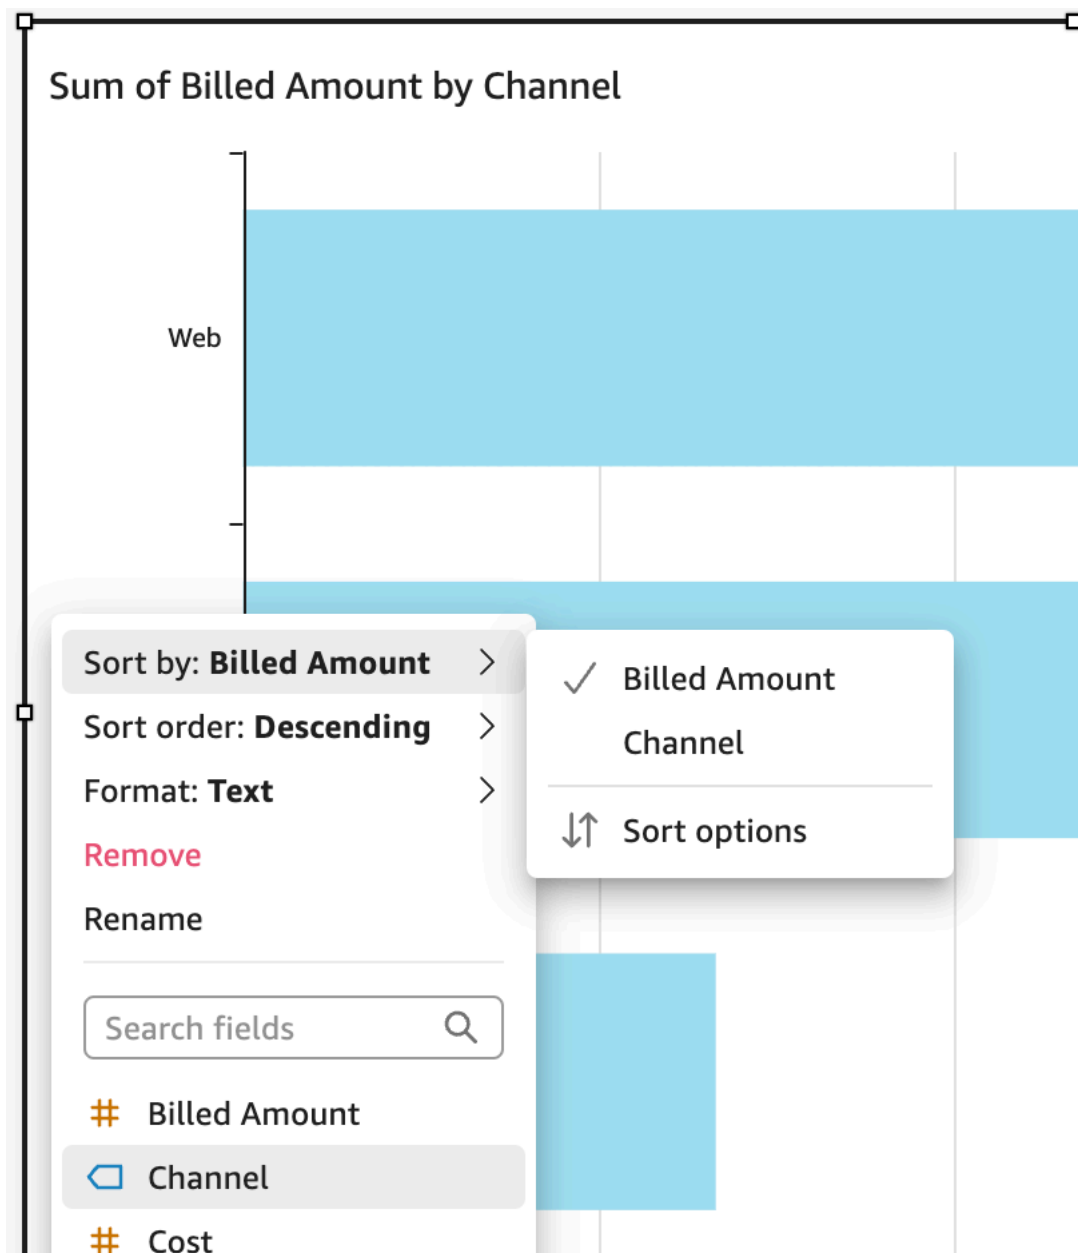 Sum of Billed Amount by Channel
Web
Sort by: Billed Amount
Sort order: Descending
Format: Text
Remove
Rename
Search fields
Billed Amount
Channel
Cost
Billed Amount
Channel
Sort options